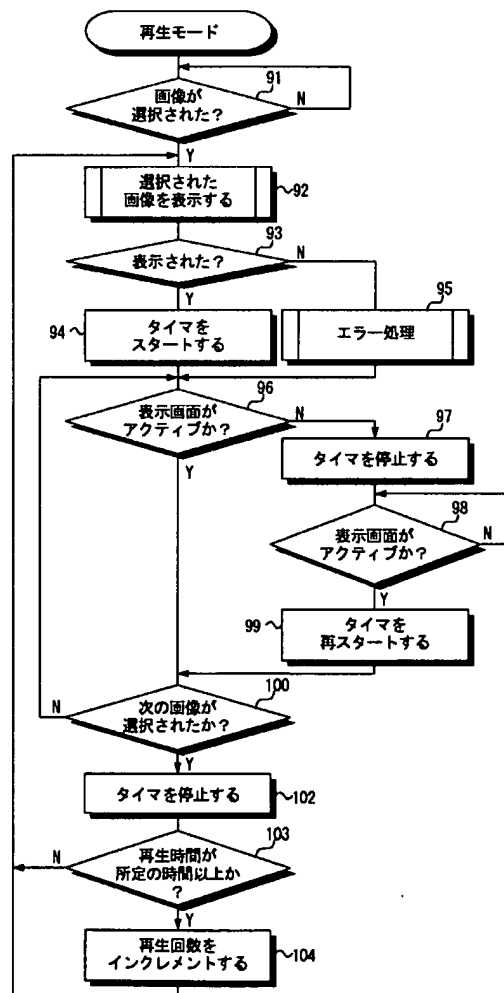 再生モード
91
画像が
選択された?
N
Y
選択された
画像を表示する
92
93
表示された?
N
Y
94
タイマを
スタートする
95
エラー処理
96
表示画面が
アクティブか?
N
Y
97
タイマを停止する
98
表示画面が
アクティブか?
N
Y
99
タイマを
再スタートする
100
次の画像が
選択されたか?
N
Y
タイマを停止する
102
103
再生時間が
所定の時間以上か
?
N
Y
再生回数を
インクレメントする
104